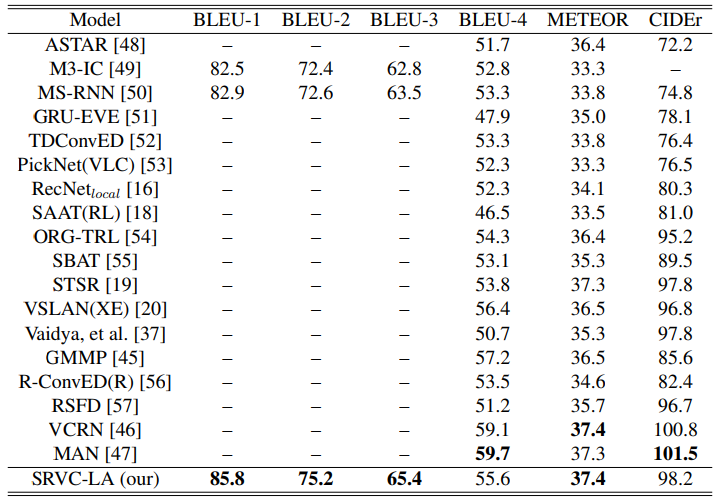 Model BLEU-1 BLEU-2 BLEU-3 BLEU-4 METEOR CIDEr
ASTAR [48] – – – 51.7 36.4 72.2
M3-IC [49] 82.5 72.4 62.8 52.8 33.3 –
MS-RNN [50] 82.9 72.6 63.5 53.3 33.8 74.8
GRU-EVE [51] – – – 47.9 35.0 78.1
TDConvED [52] – – – 53.3 33.8 76.4
PickNet(VLC) [53] – – – 52.3 33.3 76.5
RecNetlocal [16] – – – 52.3 34.1 80.3
SAAT(RL) [18] – – – 46.5 33.5 81.0
ORG-TRL [54] – – – 54.3 36.4 95.2
SBAT [55] – – – 53.1 35.3 89.5
STSR [19] – – – 53.8 37.3 97.8
VSLAN(XE) [20] – – – 56.4 36.5 96.8
Vaidya, et al. [37] – – – 50.7 35.3 97.8
GMMP [45] – – – 57.2 36.5 85.6
R-ConvED(R) [56] – – – 53.5 34.6 82.4
RSFD [57] – – – 51.2 35.7 96.7
VCRN [46] – – – 59.1 37.4 100.8
MAN [47] – – – 59.7 37.3 101.5
SRVC-LA (our) 85.8 75.2 65.4 55.6 37.4 98.2